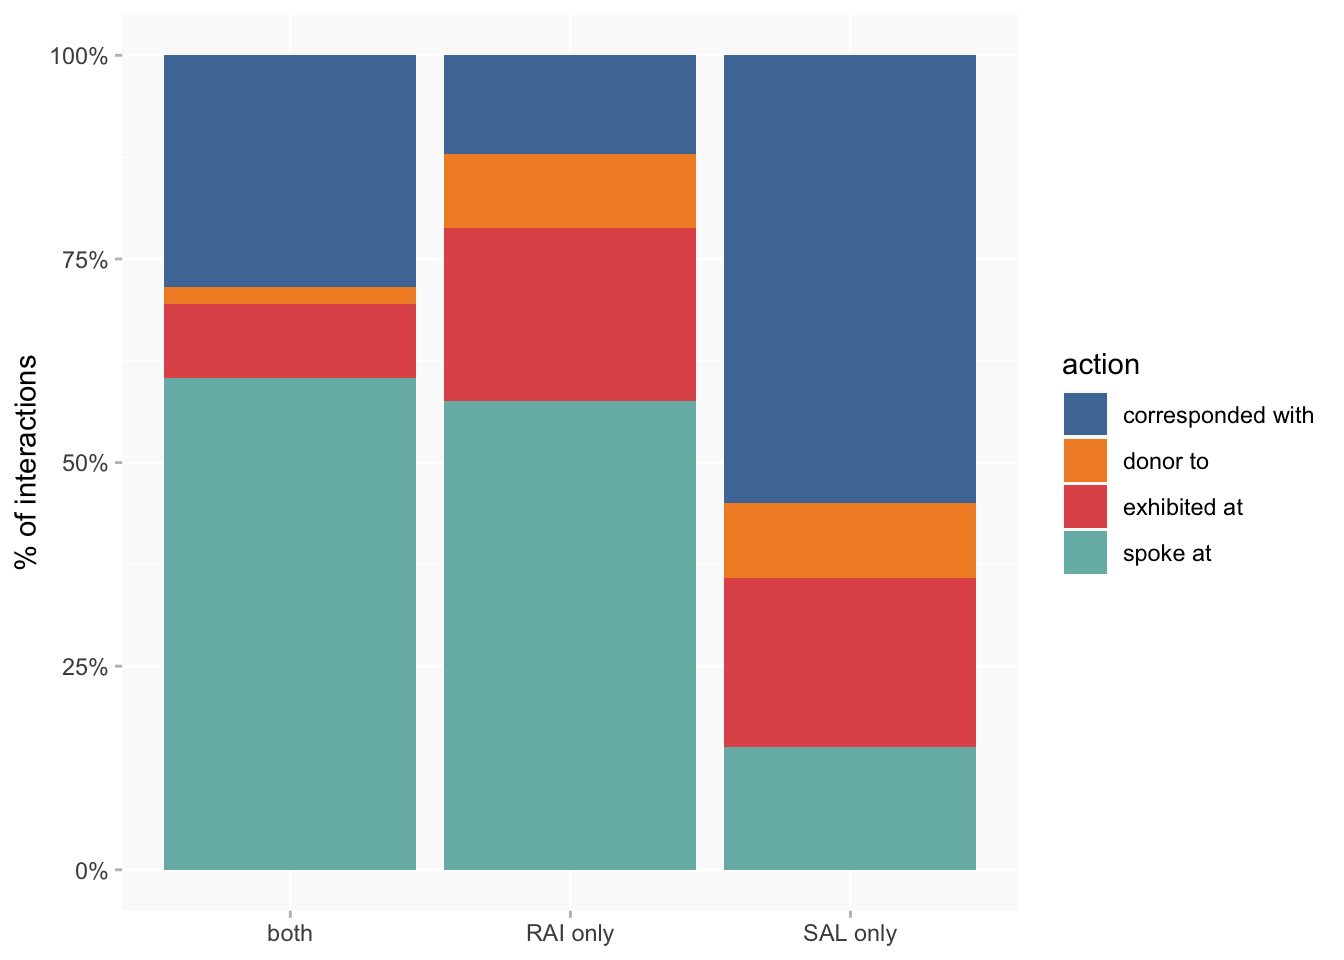 % of interactions
100%
75%
50%
25%
0%
both
RAI only
SAL only
action
corresponded with
donor to
exhibited at
spoke at